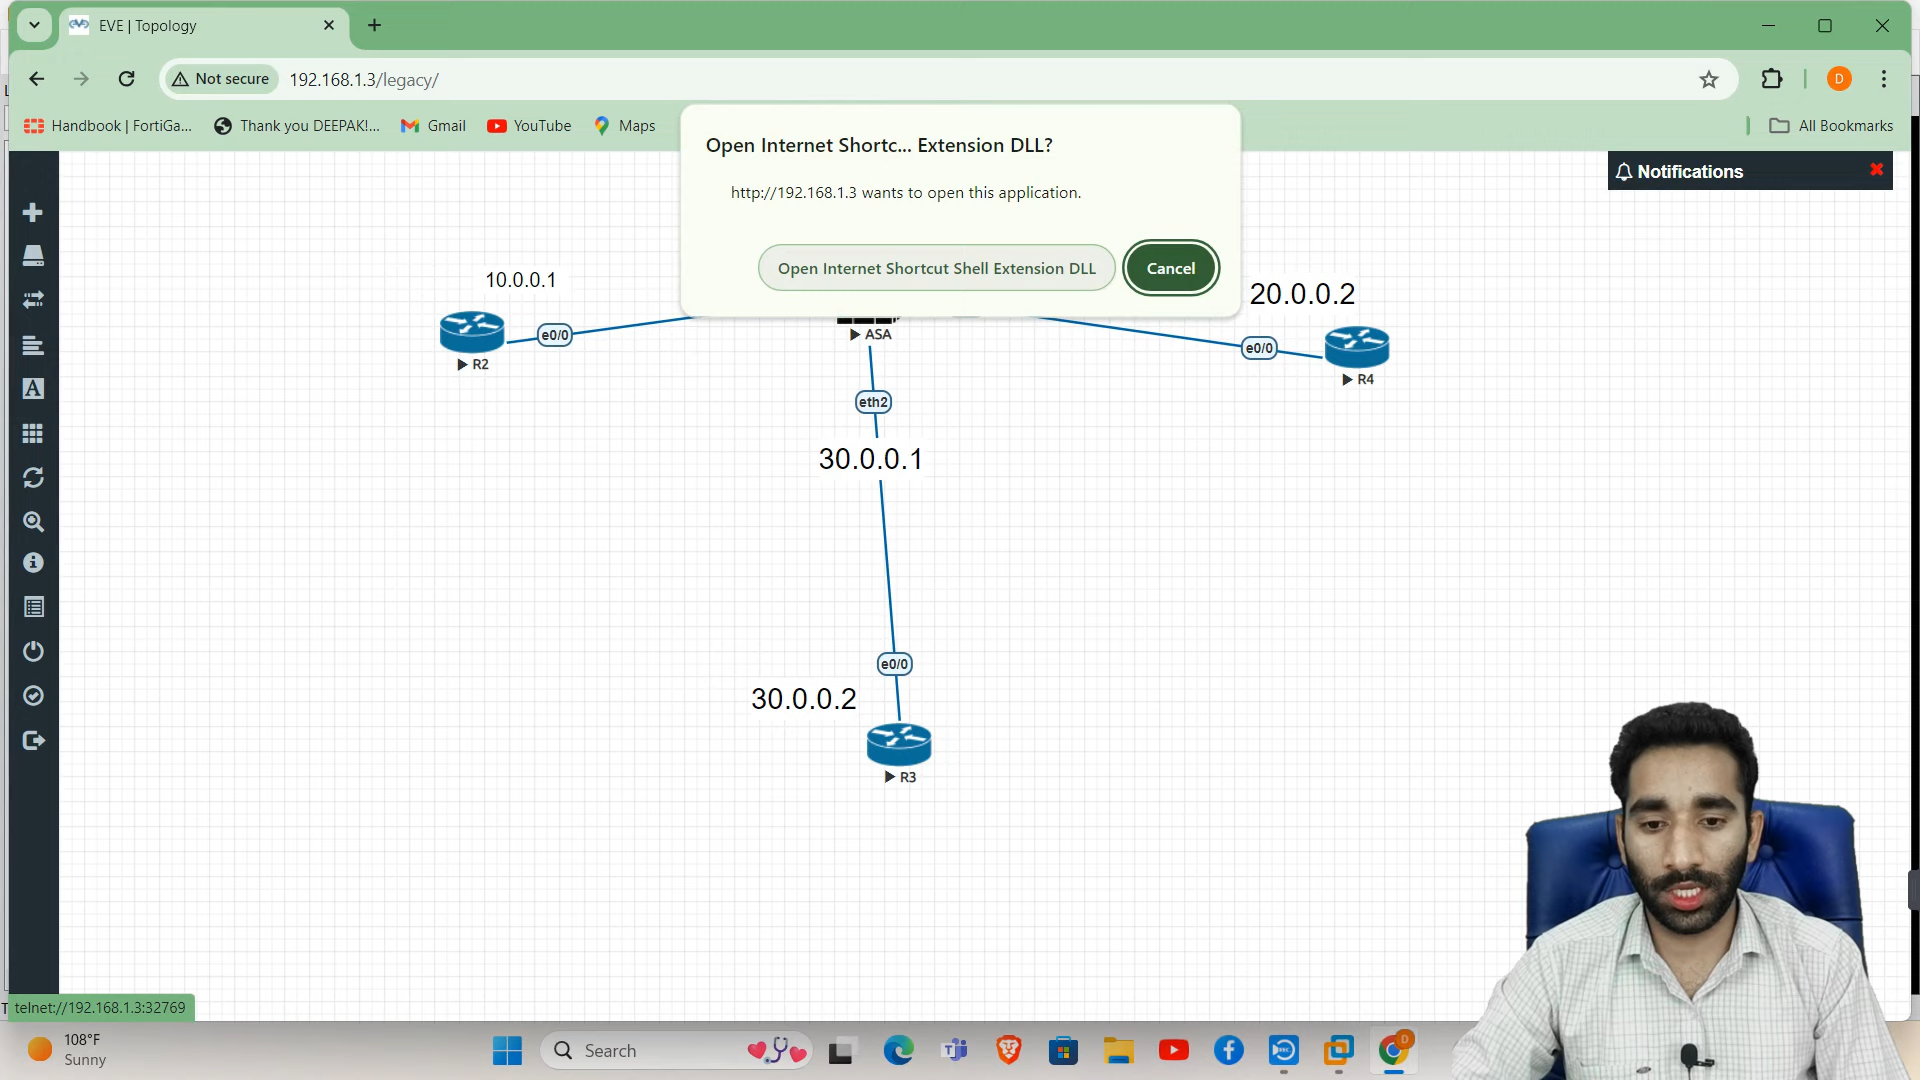 EVE | Topology
Not secure
192.168.1.3/legacy/
D
Handbook | FortiGa...
Thank you DEEPAK!...
Gmail
YouTube
Maps
All Bookmarks
Open Internet Shortc... Extension DLL?
http://192.168.1.3 wants to open this application.
Open Internet Shortcut Shell Extension DLL
Cancel
Notifications
10.0.0.1
20.0.0.2
e0/0
ASA
e0/0
R2
R4
eth2
30.0.0.1
e0/0
30.0.0.2
R3
telnet://192.168.1.3:32769
108°F
Sunny
Search
D